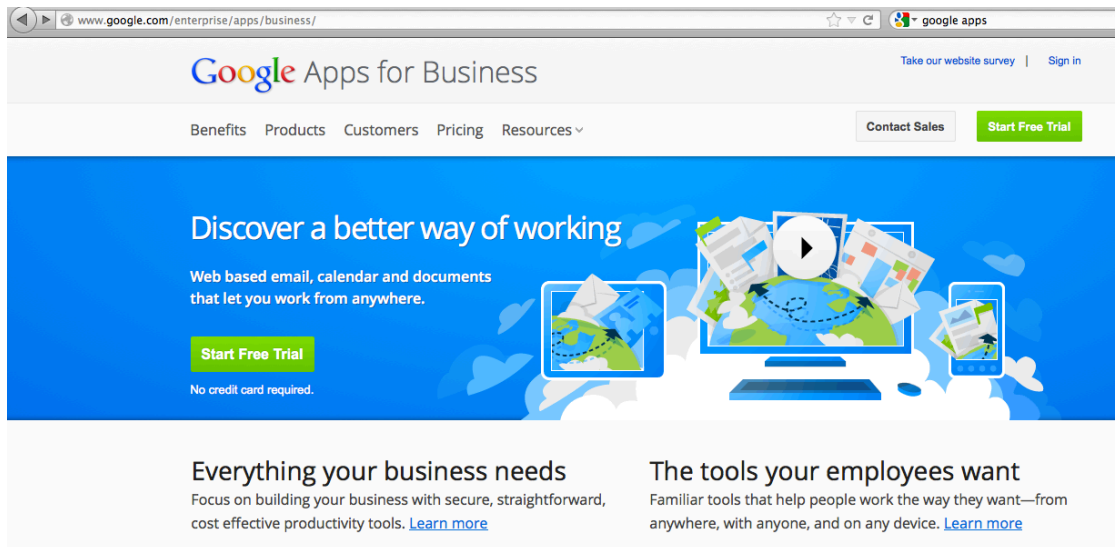 www.google.com/enterprise/apps/business/
google apps
Google Apps for Business
Take our website survey | Sign in
Benefits Products Customers Pricing Resources
Contact Sales
Start Free Trial
Discover a better way of working
Web based email, calendar and documents
that let you work from anywhere.
Start Free Trial
No credit card required.
Everything your business needs
Focus on building your business with secure, straightforward,
cost effective productivity tools. Learn more
The tools your employees want
Familiar tools that help people work the way they want—from
anywhere, with anyone, and on any device. Learn more